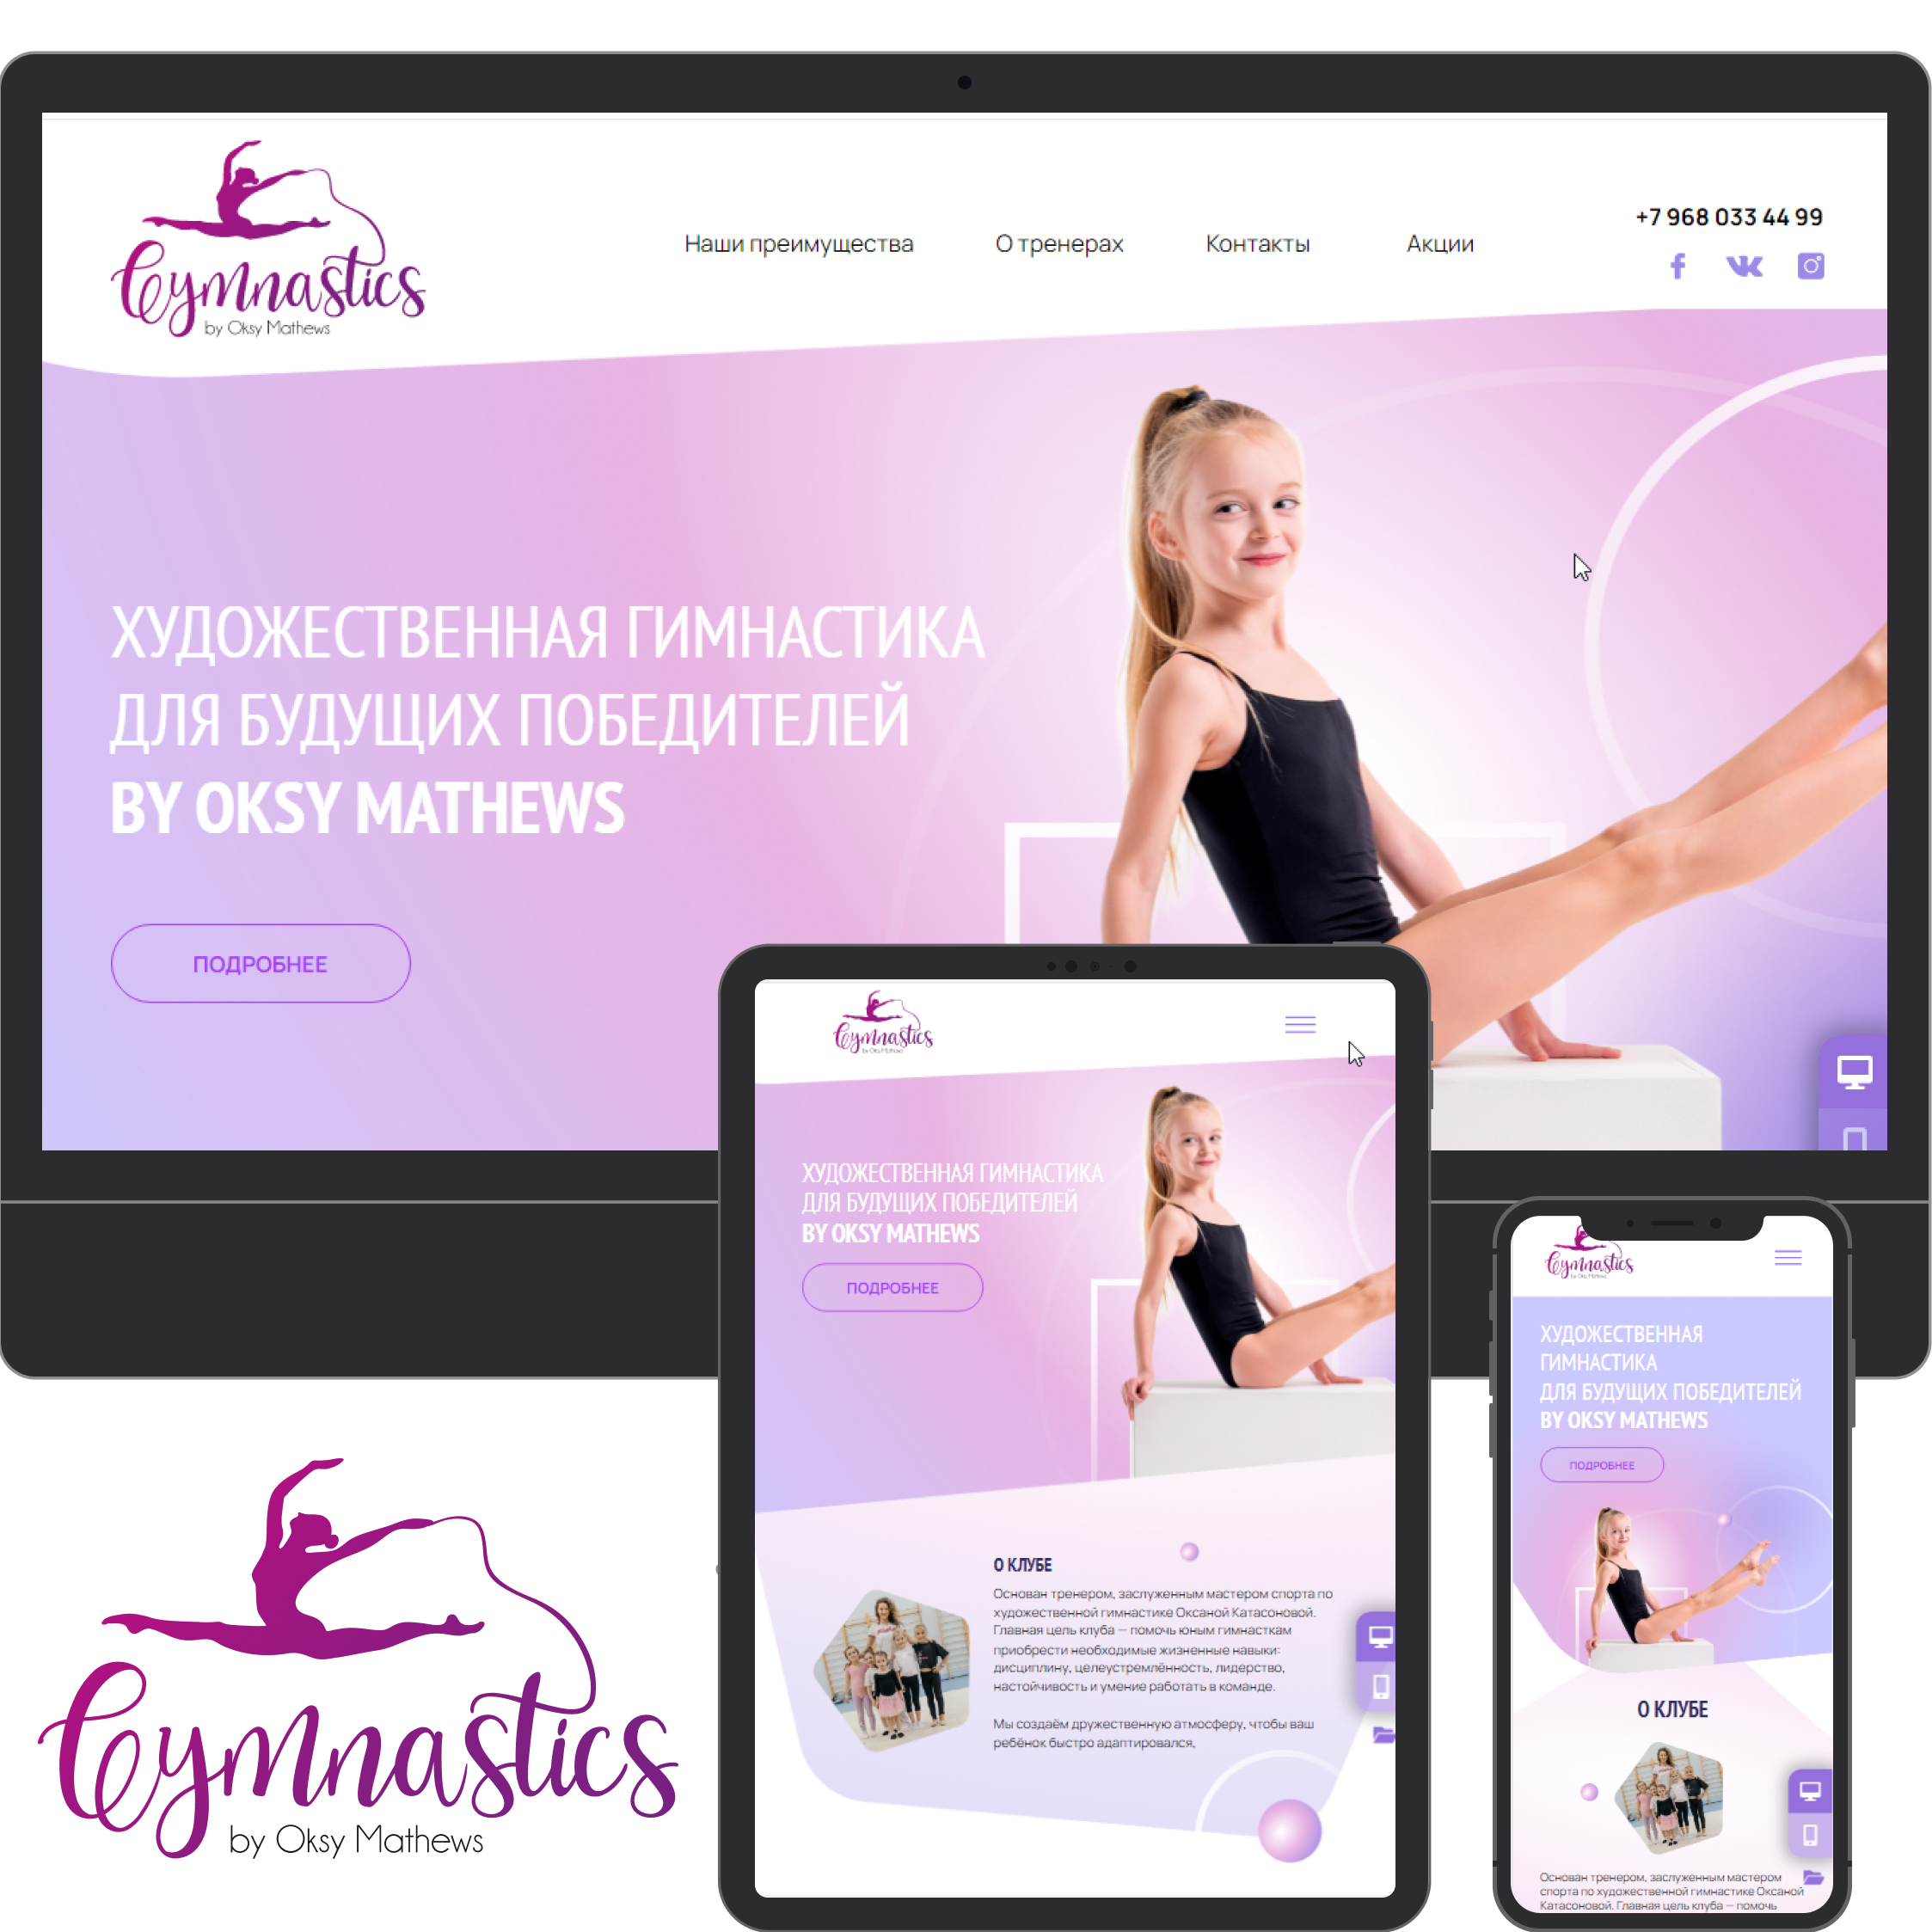 Gymnastics
by Oksy Mathews
Наши преимущества
О тренерах
Контакты
Акции
+7 968 033 44 99
ХУДОЖЕСТВЕННАЯ ГИМНАСТИКА
ДЛЯ БУДУЩИХ ПОБЕДИТЕЛЕЙ
BY OKSY MATHEWS
ПОДРОБНЕЕ
Gymnastics
by Oksy Mathews
ХУДОЖЕСТВЕННАЯ ГИМНАСТИКА
ДЛЯ БУДУЩИХ ПОБЕДИТЕЛЕЙ
BY OKSY MATHEWS
ПОДРОБНЕЕ
О КЛУБЕ
Основан тренером, заслуженным мастером спорта по
художественной гимнастике Оксаной Катасоновой.
Главная цель клуба — помочь юным гимнасткам
приобрести необходимые жизненные навыки:
дисциплину, целеустремлённость, лидерство,
настойчивость и умение работать в команде.
Мы создаём дружественную атмосферу, чтобы ваш
ребёнок быстро адаптировался,
Gymnastics
by Oksy Mathews
ХУДОЖЕСТВЕННАЯ
ГИМНАСТИКА
ДЛЯ БУДУЩИХ ПОБЕДИТЕЛЕЙ
BY OKSY MATHEWS
ПОДРОБНЕЕ
О КЛУБЕ
Основан тренером, заслуженным мастером
спорта по художественной гимнастике Оксаной
Катасоновой. Главная цель клуба — помочь
Gymnastics
by Oksy Mathews